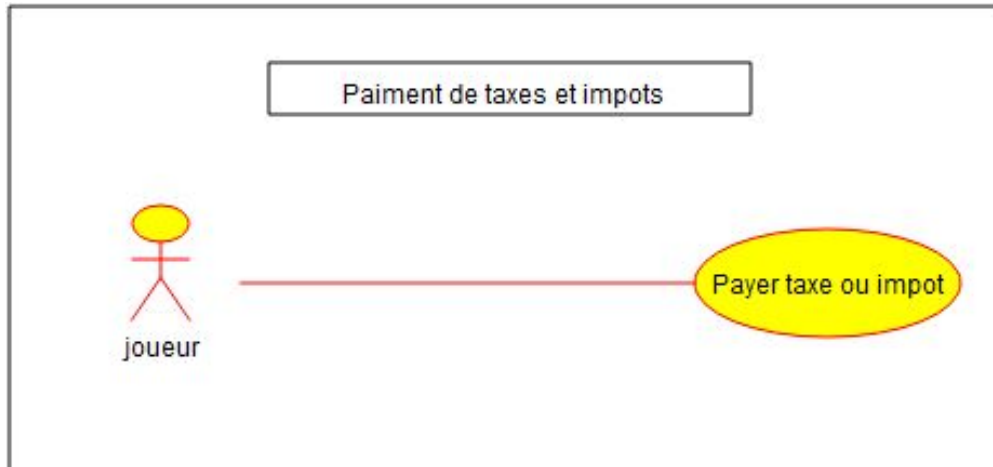 Paiment de taxes et impots
Payer taxe ou impot
joueur